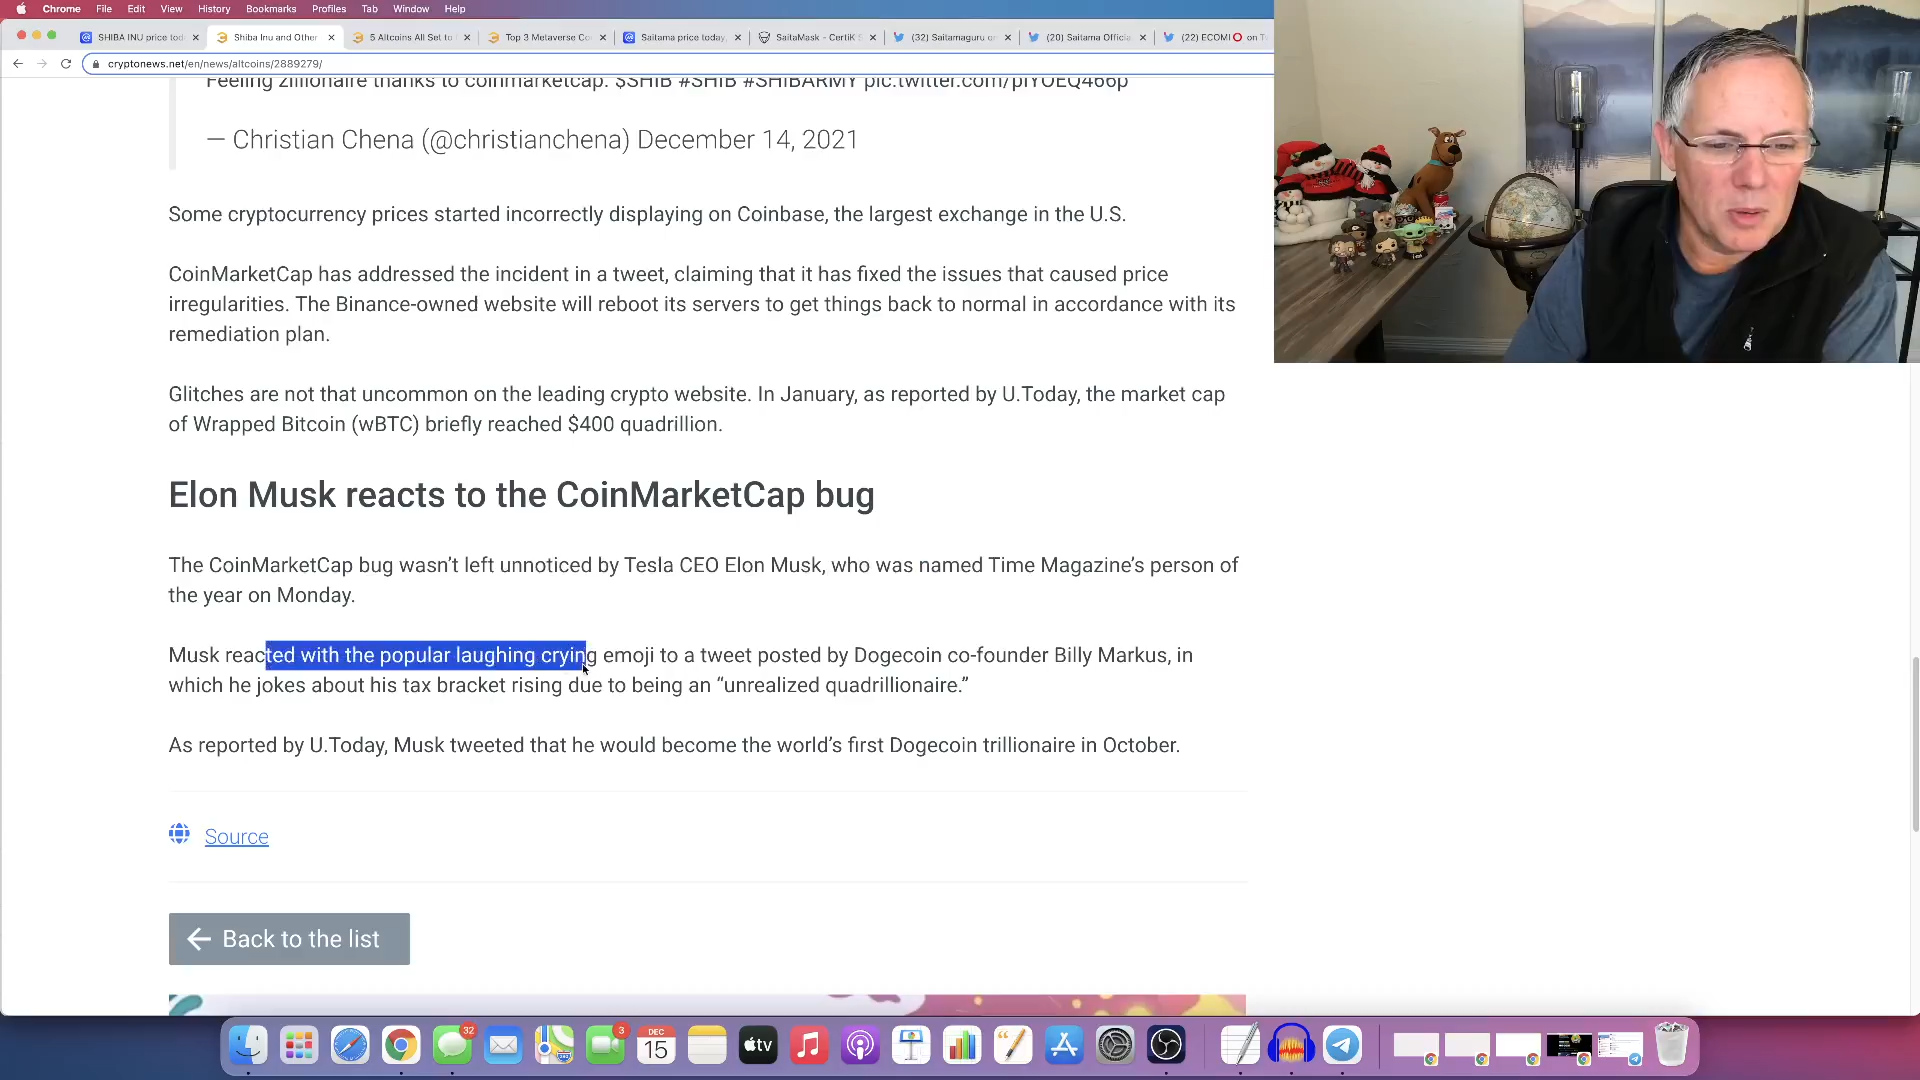 Chrome File Edit View History Bookmarks Profiles Tab Window Help
SHIBA INU price tod
Shiba Inu and Other
5 Altcoins All Set to
Top 3 Metaverse Co
Saitama price today,
SaitaMask - CertiK S
(32) Saitamaguru on
(20) Saitama Officia
(22) ECOMI⭕ on T
cryptonews.net/en/news/altcoins/2889279/
Feeling zillionaire thanks to coinmarketcap. $SHIB #SHIB #SHIBARMY pic.twitter.com/pIYOEQ466p
— Christian Chena (@christianchena) December 14, 2021
Some cryptocurrency prices started incorrectly displaying on Coinbase, the largest exchange in the U.S.
CoinMarketCap has addressed the incident in a tweet, claiming that it has fixed the issues that caused price
irregularities. The Binance-owned website will reboot its servers to get things back to normal in accordance with its
remediation plan.
Glitches are not that uncommon on the leading crypto website. In January, as reported by U.Today, the market cap
of Wrapped Bitcoin (wBTC) briefly reached $400 quadrillion.
Elon Musk reacts to the CoinMarketCap bug
The CoinMarketCap bug wasn’t left unnoticed by Tesla CEO Elon Musk, who was named Time Magazine’s person of
the year on Monday.
Musk reacted with the popular laughing crying emoji to a tweet posted by Dogecoin co-founder Billy Markus, in
which he jokes about his tax bracket rising due to being an “unrealized quadrillionaire.”
As reported by U.Today, Musk tweeted that he would become the world’s first Dogecoin trillionaire in October.
Source
Back to the list
32
3
DEC
15
tv